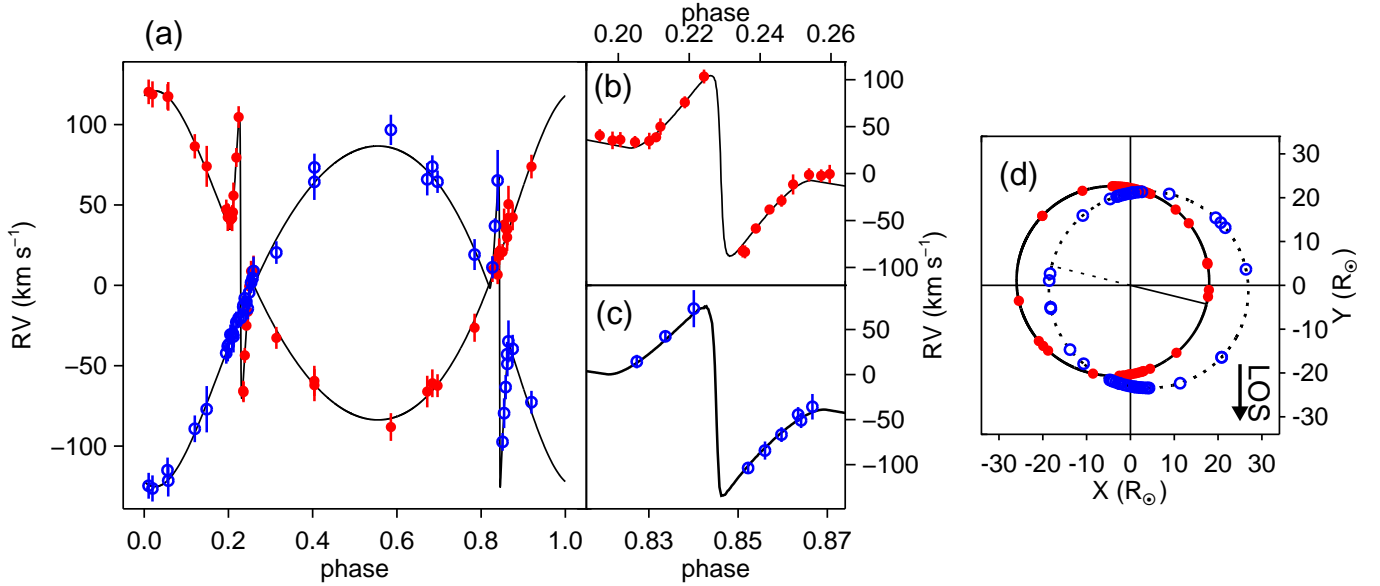 phase
0.20 0.22 0.24 0.26
(a)
(b)
(c)
(d)
100
50
0
−50
−100
RV (km s⁻¹)
0.0 0.2 0.4 0.6 0.8 1.0
phase
100
50
0
−50
−100
50
0
−50
−100
RV (km s⁻¹)
0.83 0.85 0.87
phase
30
20
10
0
-10
-20
-30
Y (R☉)
LOS
-30 -20 -10 0 10 20 30
X (R☉)